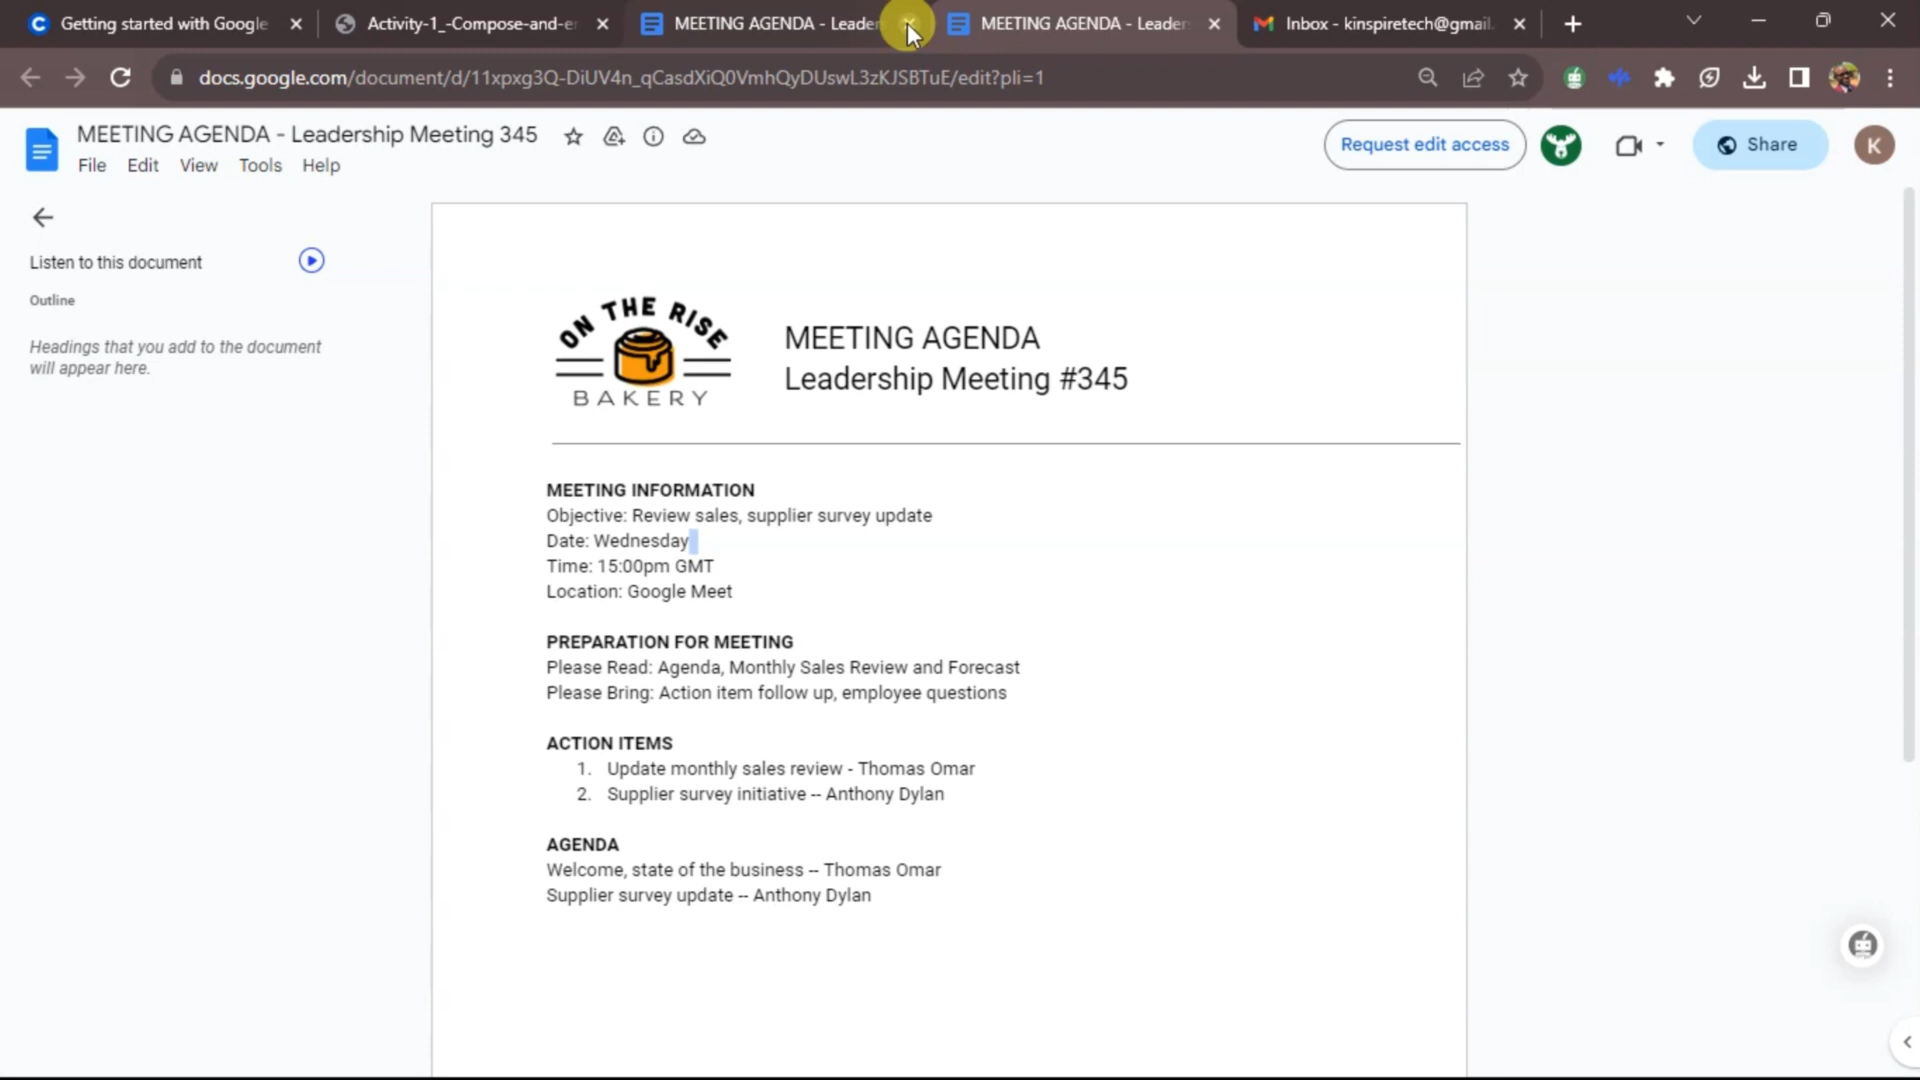 Getting started with Google
Activity-1_-Compose-and-e
MEETING AGENDA - Leader
MEETING AGENDA - Leader
Inbox - kinspiretech@gmail.
docs.google.com/document/d/11xpxg3Q-DiUV4n_qCasdXiQ0VmhQyDUswL3zKJSBTuE/edit?pli=1
MEETING AGENDA - Leadership Meeting 345
File Edit View Tools Help
Request edit access
Share
K
Listen to this document
Outline
Headings that you add to the document
will appear here.
ON THE RISE
BAKERY
MEETING AGENDA
Leadership Meeting #345
MEETING INFORMATION
Objective: Review sales, supplier survey update
Date: Wednesday
Time: 15:00pm GMT
Location: Google Meet
PREPARATION FOR MEETING
Please Read: Agenda, Monthly Sales Review and Forecast
Please Bring: Action item follow up, employee questions
ACTION ITEMS
1. Update monthly sales review - Thomas Omar
2. Supplier survey initiative -- Anthony Dylan
AGENDA
Welcome, state of the business -- Thomas Omar
Supplier survey update -- Anthony Dylan